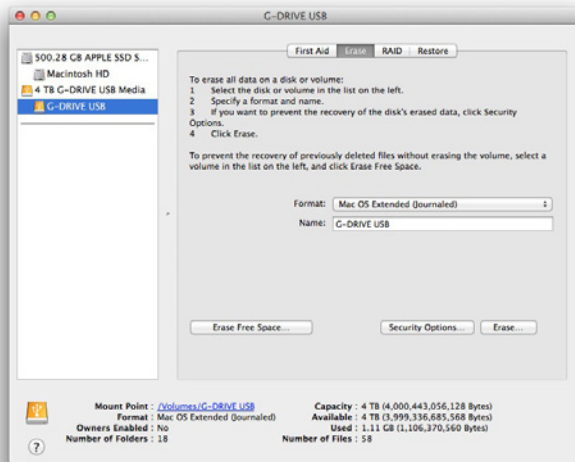 G-DRIVE USB
First Aid Erase RAID Restore
500.28 GB APPLE SSD S...
Macintosh HD
4 TB G-DRIVE USB Media
G-DRIVE USB
To erase all data on a disk or volume:
1 Select the disk or volume in the list on the left.
2 Specify a format and name.
3 If you want to prevent the recovery of the disk's erased data, click Security
Options.
4 Click Erase.
To prevent the recovery of previously deleted files without erasing the volume, select a
volume in the list on the left, and click Erase Free Space.
Format: Mac OS Extended (Journaled)
Name: G-DRIVE USB
Erase Free Space... Security Options... Erase...
Mount Point : /Volumes/G-DRIVE USB
Format : Mac OS Extended (Journaled)
Owners Enabled : No
Number of Folders : 18
Capacity : 4 TB (4,000,443,056,128 Bytes)
Available : 4 TB (3,999,336,685,568 Bytes)
Used : 1.11 GB (1,106,370,560 Bytes)
Number of Files : 58
?